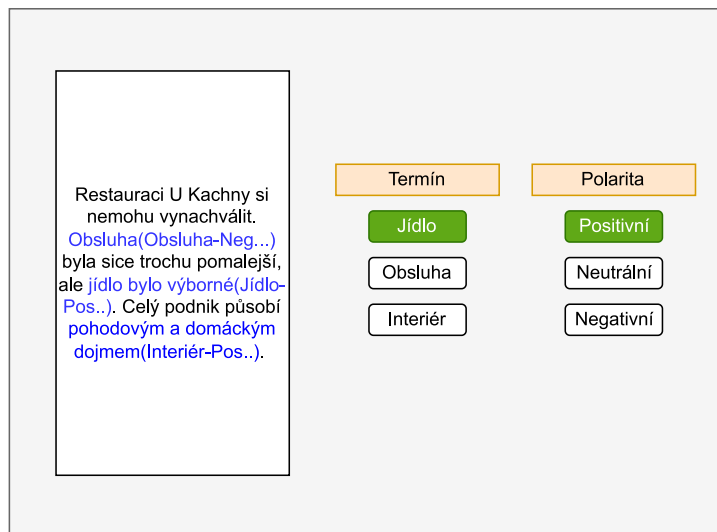 Restauraci U Kachny si
nemohu vynachválit.
Obsluha(Obsluha-Neg...)
byla sice trochu pomalejší,
ale jídlo bylo výborné(Jídlo-
Pos..). Celý podnik působí
pohodovým a domáckým
dojmem(Interiér-Pos..).
Termín
Jídlo
Obsluha
Interiér
Polarita
Positivní
Neutrální
Negativní